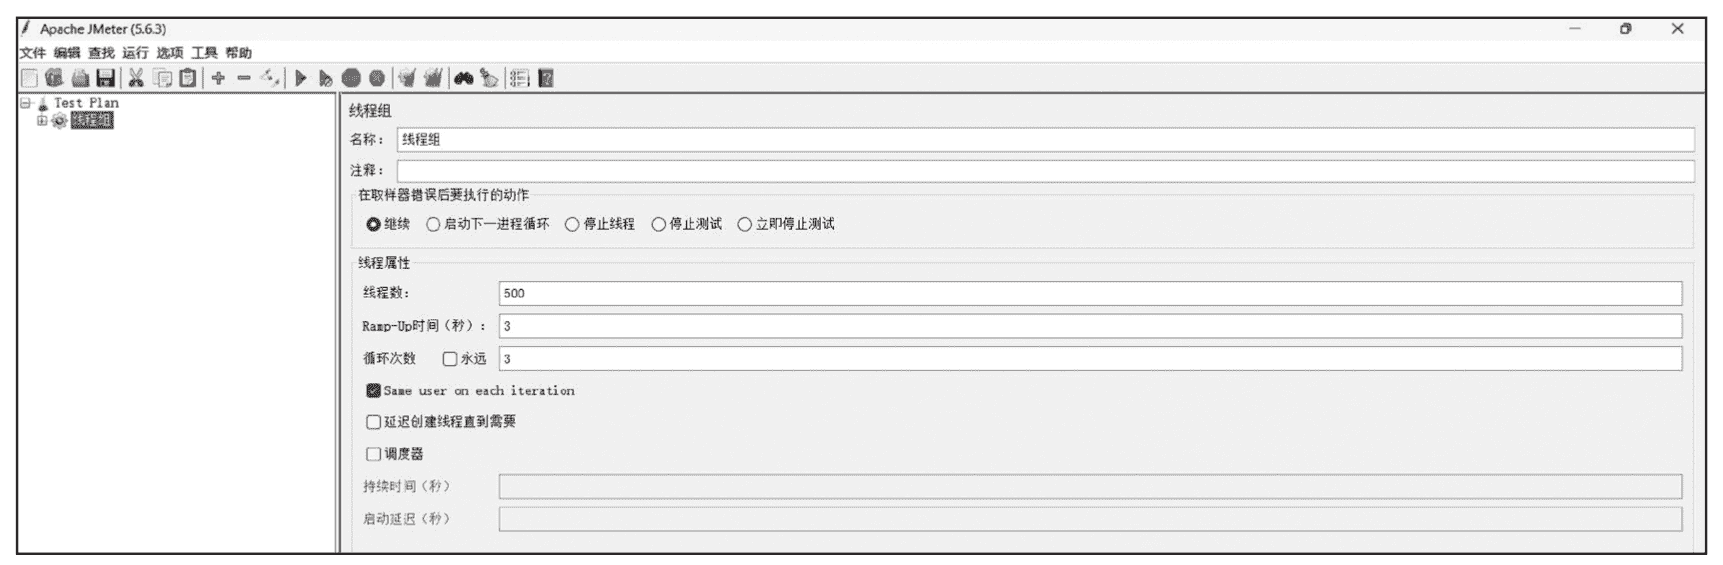 Apache JMeter (5.6.3)
文件 编辑 查找 运行 选项 工具 帮助
Test Plan
线程组
线程组
名称： 线程组
注释：
在取样器错误后要执行的动作
继续 启动下一进程循环 停止线程 停止测试 立即停止测试
线程属性
线程数： 500
Ramp-Up时间（秒）： 3
循环次数 永远 3
Same user on each iteration
延迟创建线程直到需要
调度器
持续时间（秒）
启动延迟（秒）